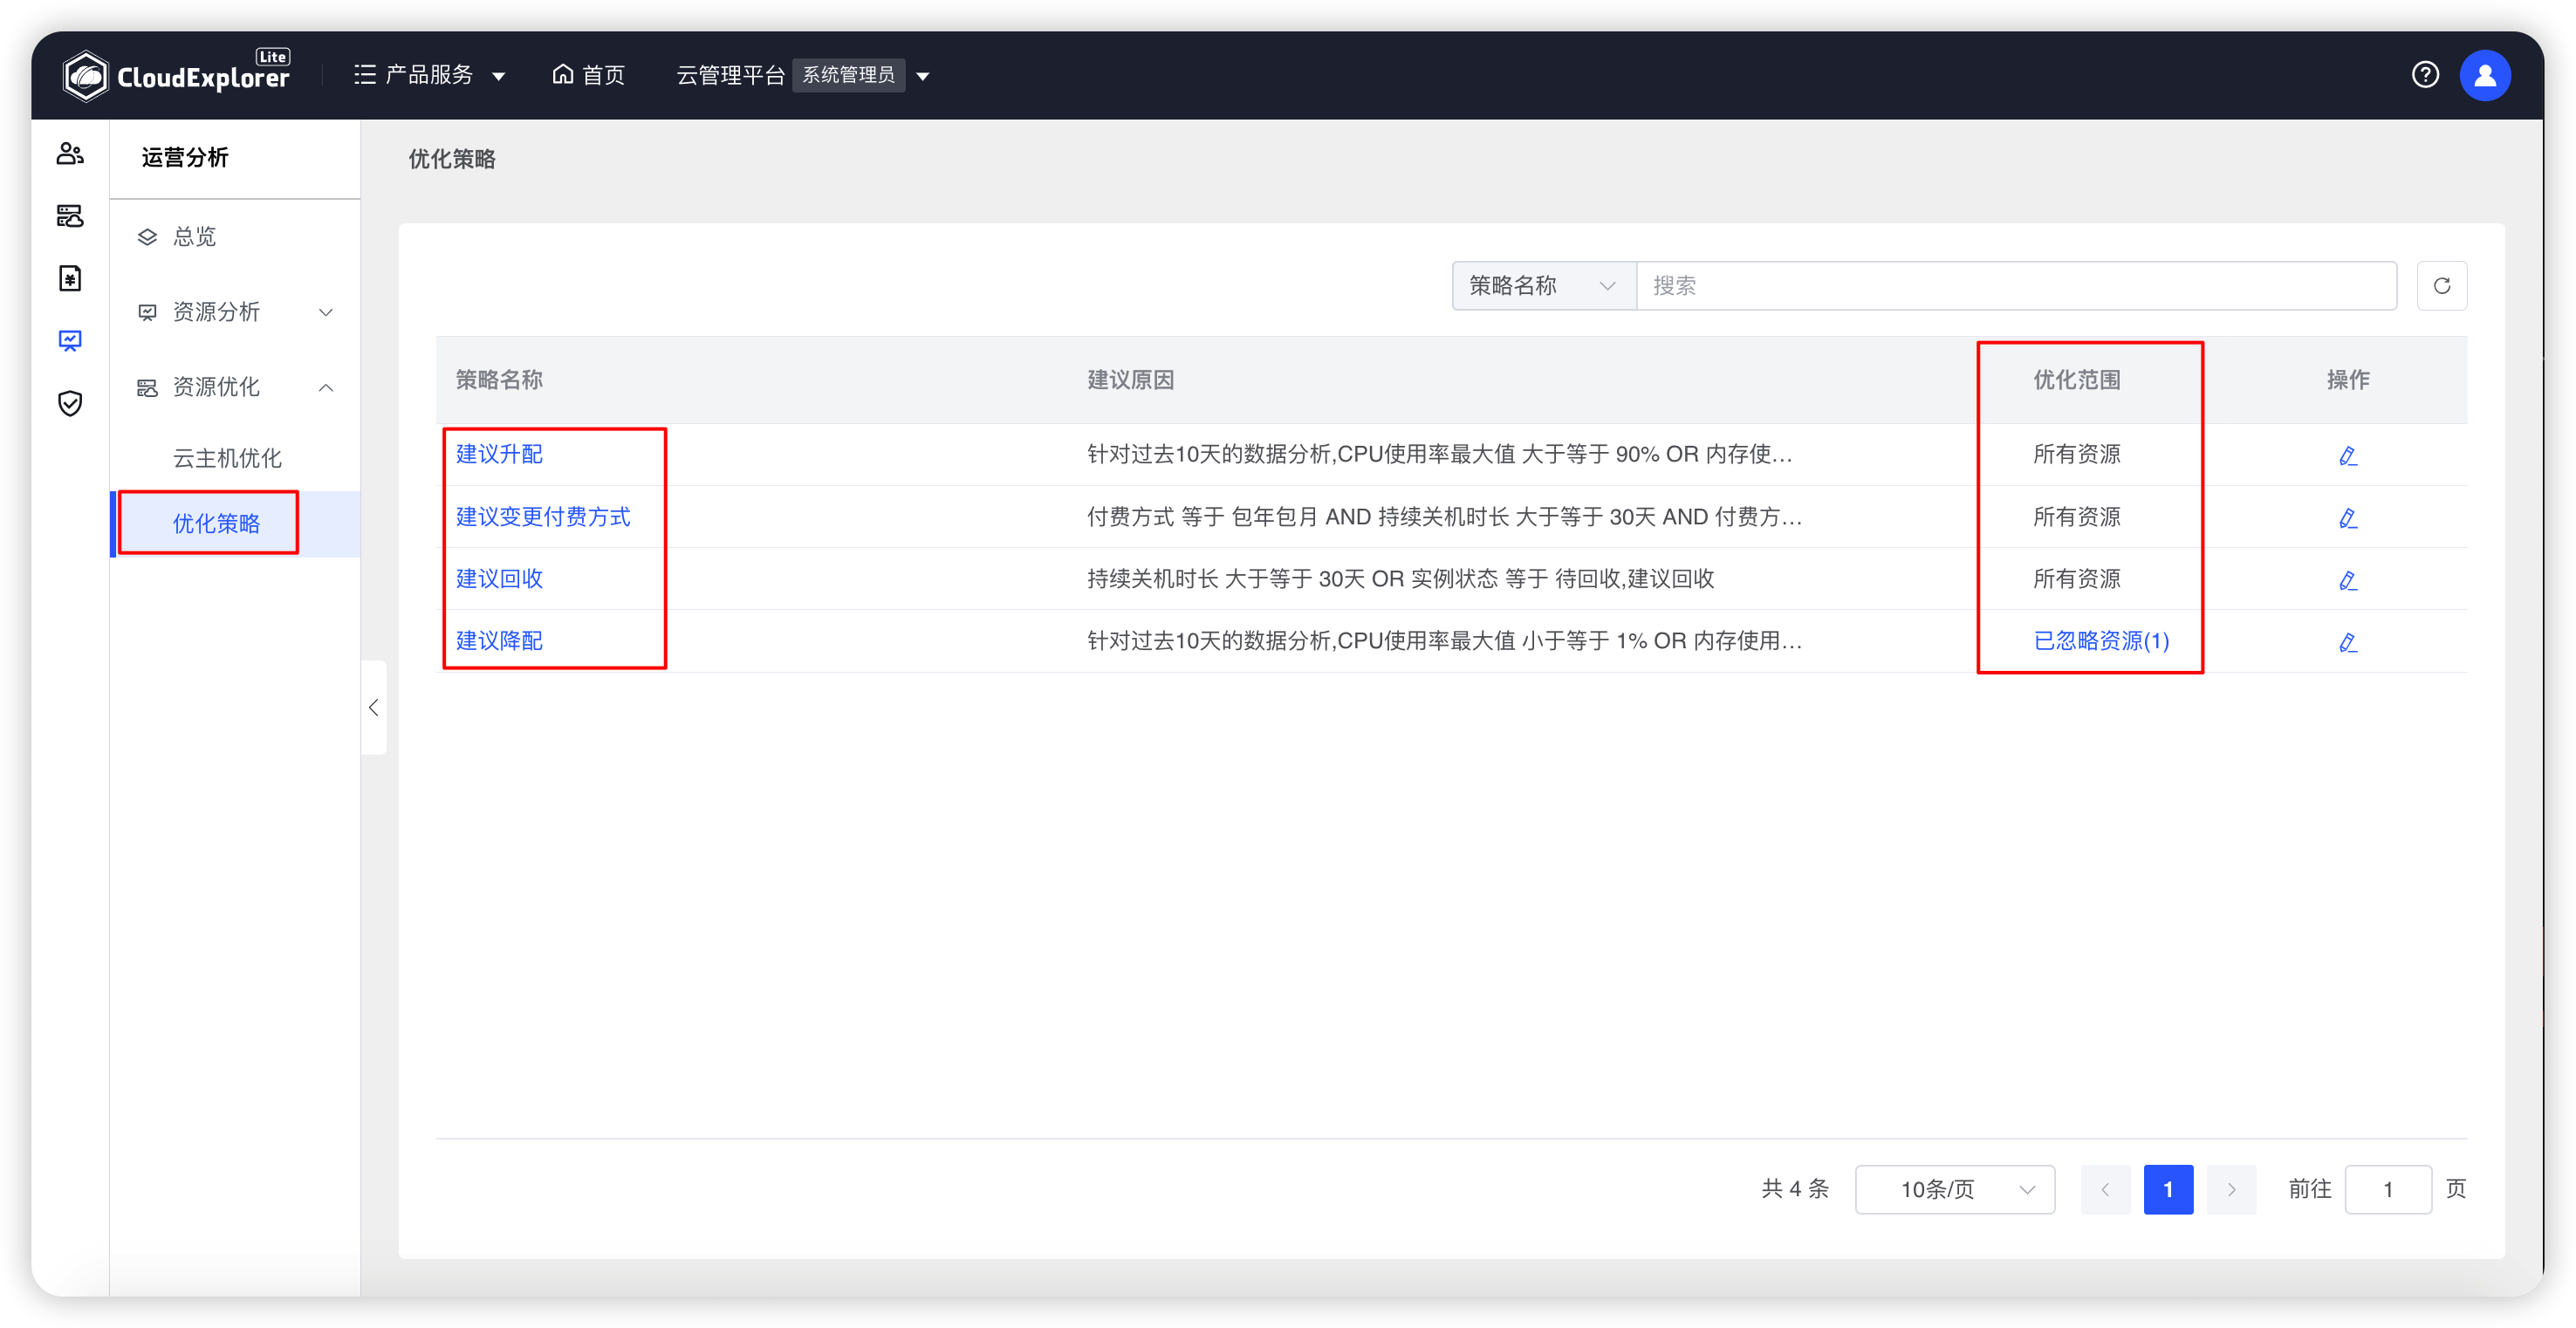 CloudExplorer Lite
产品服务
首页
云管理平台 系统管理员
运营分析
总览
资源分析
资源优化
云主机优化
优化策略
优化策略
策略名称 搜索
策略名称 建议原因 优化范围 操作
建议升配 针对过去10天的数据分析,CPU使用率最大值 大于等于 90% OR 内存使... 所有资源
建议变更付费方式 付费方式 等于 包年包月 AND 持续关机时长 大于等于 30天 AND 付费方... 所有资源
建议回收 持续关机时长 大于等于 30天 OR 实例状态 等于 待回收,建议回收 所有资源
建议降配 针对过去10天的数据分析,CPU使用率最大值 小于等于 1% OR 内存使用... 已忽略资源(1)
共 4 条 10条/页 1 前往 1 页